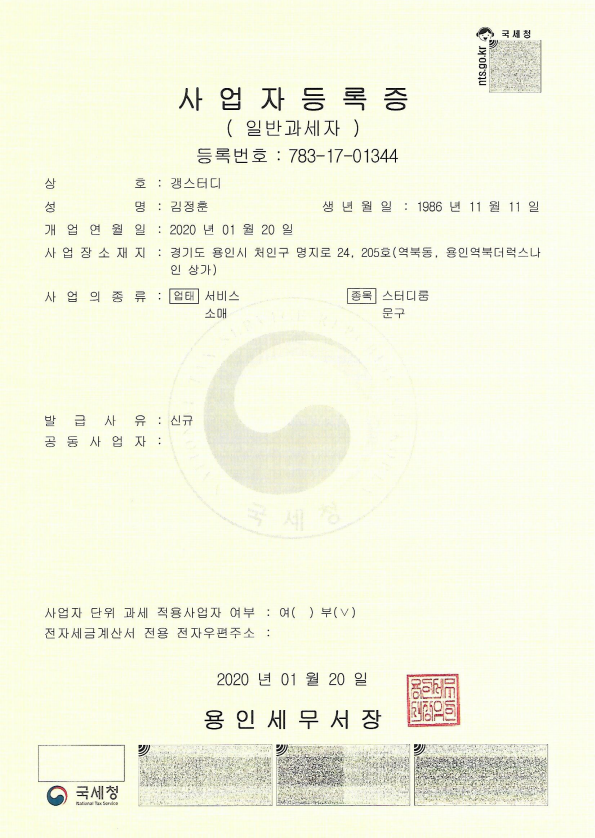 국세청
nts.go.kr
사업자등록증
( 일반과세자 )
등록번호 : 783-17-01344
상 호 : 갱스터디
성 명 : 김정훈 생 년 월 일 : 1986 년 11 월 11 일
개 업 연 월 일 : 2020 년 01 월 20 일
사 업 장 소 재 지 : 경기도 용인시 처인구 명지로 24, 205호(역북동, 용인역북더럭스나
인 상가)
사 업 의 종 류 : 업태 서비스 종목 스터디룸
소매 문구
발 급 사 유 : 신규
공 동 사 업 자 :
국세청
사업자 단위 과세 적용사업자 여부 : 여( ) 부(∨)
전자세금계산서 전용 전자우편주소 :
2020 년 01 월 20 일
용인세무서장
국세청
National Tax Service